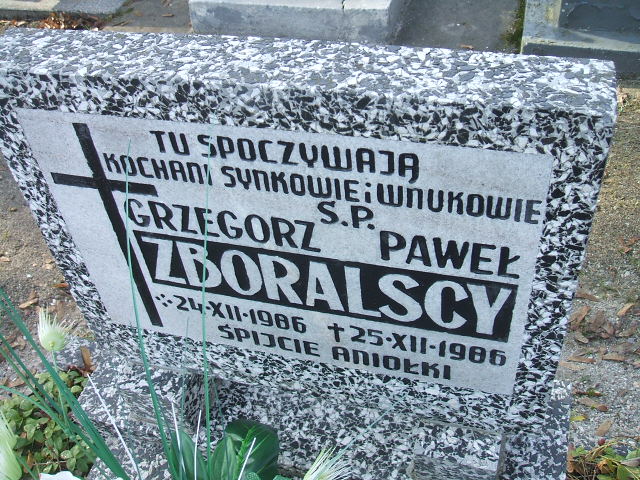 TU SPOCZYWAJĄ
KOCHANI SYNKOWIE i WNUKOWIE
Ś.P.
GRZEGORZ PAWEŁ
ZBORALSCY
24·XII·1986 25·XII·1986
ŚPIJCIE ANIOŁKI